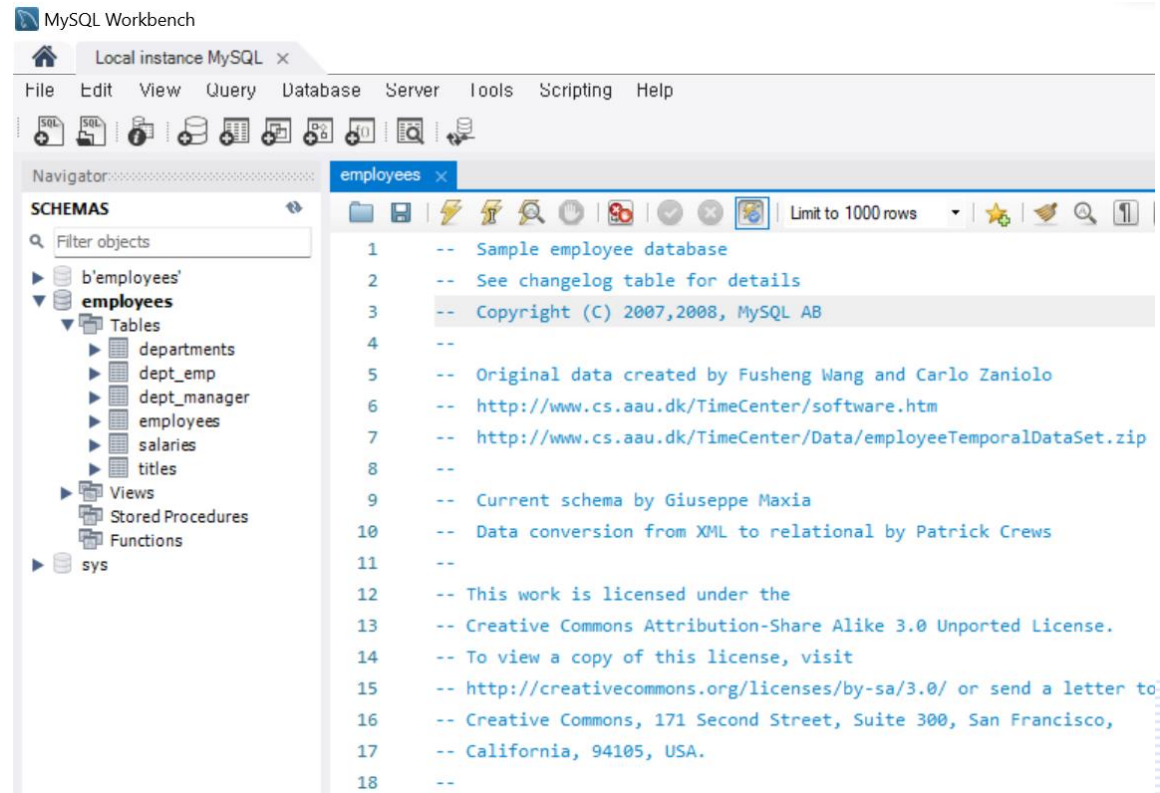 MySQL Workbench
Local instance MySQL
File Edit View Query Database Server Tools Scripting Help
Navigator
SCHEMAS
Filter objects
b'employees'
employees
Tables
departments
dept_emp
dept_manager
employees
salaries
titles
Views
Stored Procedures
Functions
sys
employees
Limit to 1000 rows
1 -- Sample employee database
2 -- See changelog table for details
3 -- Copyright (C) 2007,2008, MySQL AB
4 --
5 -- Original data created by Fusheng Wang and Carlo Zaniolo
6 -- http://www.cs.aau.dk/TimeCenter/software.htm
7 -- http://www.cs.aau.dk/TimeCenter/Data/employeeTemporalDataSet.zip
8 --
9 -- Current schema by Giuseppe Maxia
10 -- Data conversion from XML to relational by Patrick Crews
11 --
12 -- This work is licensed under the
13 -- Creative Commons Attribution-Share Alike 3.0 Unported License.
14 -- To view a copy of this license, visit
15 -- http://creativecommons.org/licenses/by-sa/3.0/ or send a letter to
16 -- Creative Commons, 171 Second Street, Suite 300, San Francisco,
17 -- California, 94105, USA.
18 --